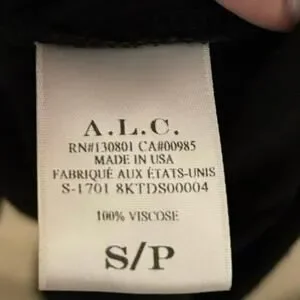 A.L.C.
RN#130801 CA#00985
MADE IN USA
FABRIQUÉ AUX ÉTATS-UNIS
S-1701 8KTDS00004
100% VISCOSE
S/P